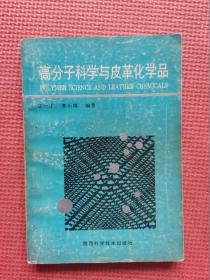 高分子科学与皮革化学品
POLYMER SCIENCE AND LEATHER CHEMICALS
编著
陕西科学技术出版社